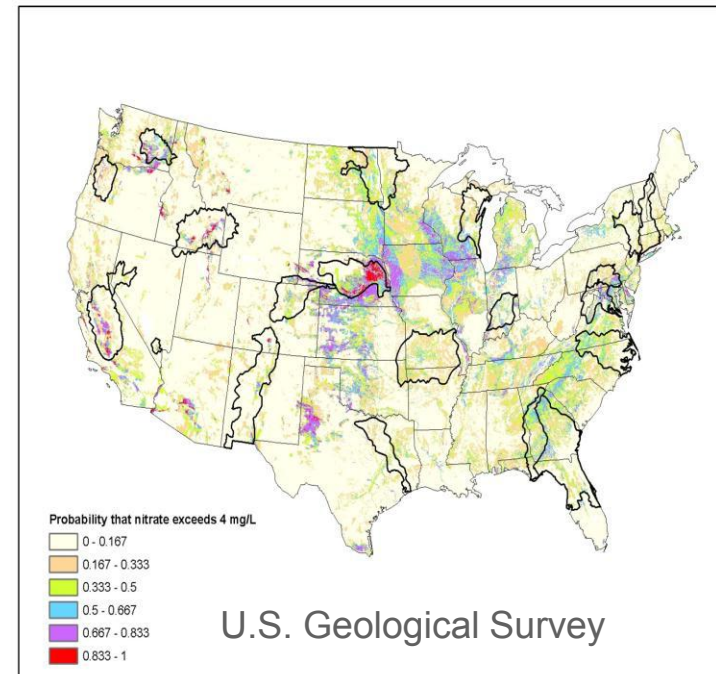 Probability that nitrate exceeds 4 mg/L
0 - 0.167
0.167 - 0.333
0.333 - 0.5
0.5 - 0.667
0.667 - 0.833
0.833 - 1
U.S. Geological Survey